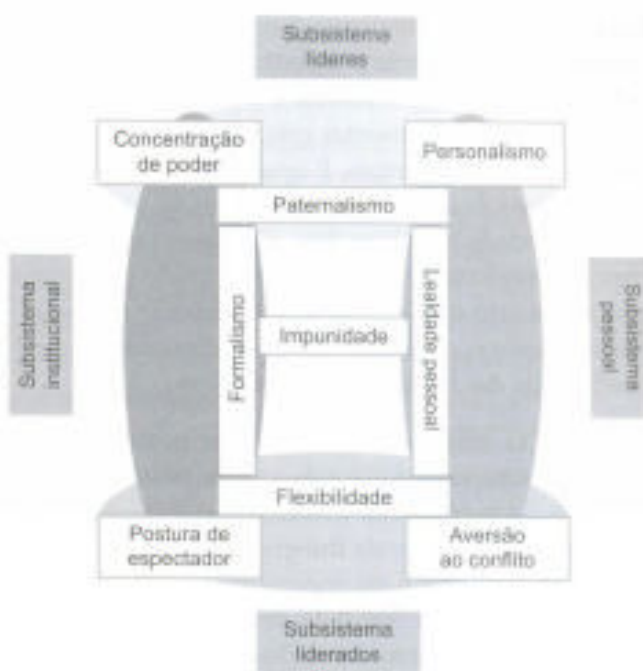 Subsistema
líderes
Concentração
de poder
Personalismo
Paternalismo
Subsistema
institucional
Formalismo
Impunidade
Lealdade pessoal
Subsistema
pessoal
Flexibilidade
Postura de
espectador
Aversão
ao conflito
Subsistema
liderados